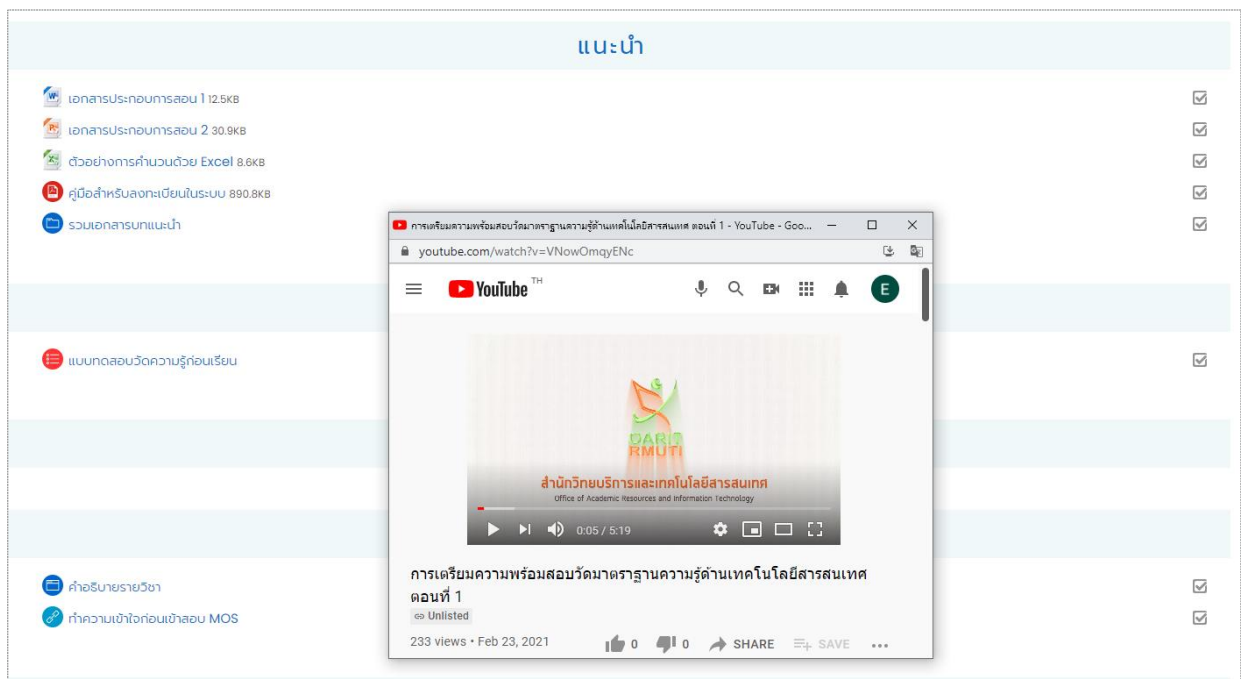 แนะนำ
เอกสารประกอบการสอน 1 12.5KB
เอกสารประกอบการสอน 2 30.9KB
ตัวอย่างการคำนวนด้วย Excel 8.6KB
คู่มือสำหรับลงทะเบียนในระบบ 890.8KB
รวมเอกสารบทแนะนำ
แบบทดสอบวัดความรู้ก่อนเรียน
คำอธิบายรายวิชา
ทำความเข้าใจก่อนเข้าสอบ MOS
การเตรียมความพร้อมสอบวัดมาตราฐานความรู้ด้านเทคโนโลยีสารสนเทศ ตอนที่ 1 - YouTube - Goo...
youtube.com/watch?v=VNowOmqyENc
YouTube TH
E
OARIT
RMUTI
สำนักวิทยบริการและเทคโนโลยีสารสนเทศ
Office of Academic Resources and Information Technology
0:05 / 5:19
การเตรียมความพร้อมสอบวัดมาตราฐานความรู้ด้านเทคโนโลยีสารสนเทศ
ตอนที่ 1
Unlisted
233 views • Feb 23, 2021 0 0 SHARE SAVE